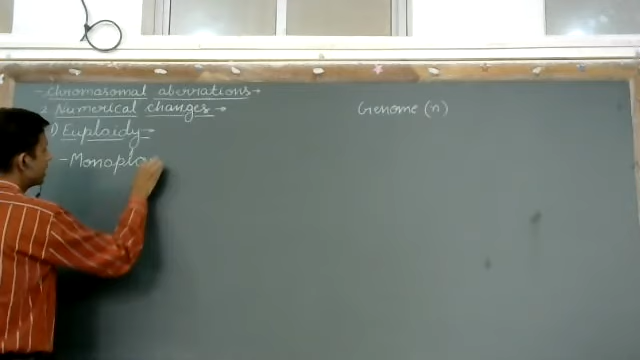 - Chromosomal aberrations →
2. Numerical changes →
1) Euploidy →
- Monoplo
Genome (n)